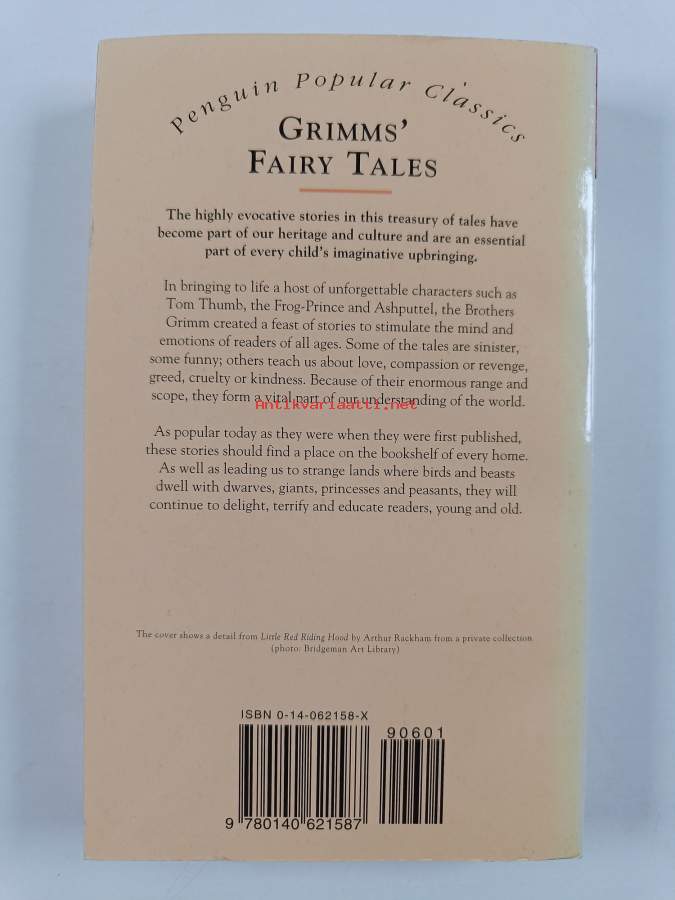 Penguin Popular Classics
GRIMMS'
FAIRY TALES
The highly evocative stories in this treasury of tales have
become part of our heritage and culture and are an essential
part of every child's imaginative upbringing.
In bringing to life a host of unforgettable characters such as
Tom Thumb, the Frog-Prince and Ashputtel, the Brothers
Grimm created a feast of stories to stimulate the mind and
emotions of readers of all ages. Some of the tales are sinister,
some funny; others teach us about love, compassion or revenge,
greed, cruelty or kindness. Because of their enormous range and
scope, they form a vital part of our understanding of the world.
Antikvariaatti.net
As popular today as they were when they were first published,
these stories should find a place on the bookshelf of every home.
As well as leading us to strange lands where birds and beasts
dwell with dwarves, giants, princesses and peasants, they will
continue to delight, terrify and educate readers, young and old.
The cover shows a detail from Little Red Riding Hood by Arthur Rackham from a private collection
(photo: Bridgeman Art Library)
ISBN 0-14-062158-X
90601
9 780140 621587